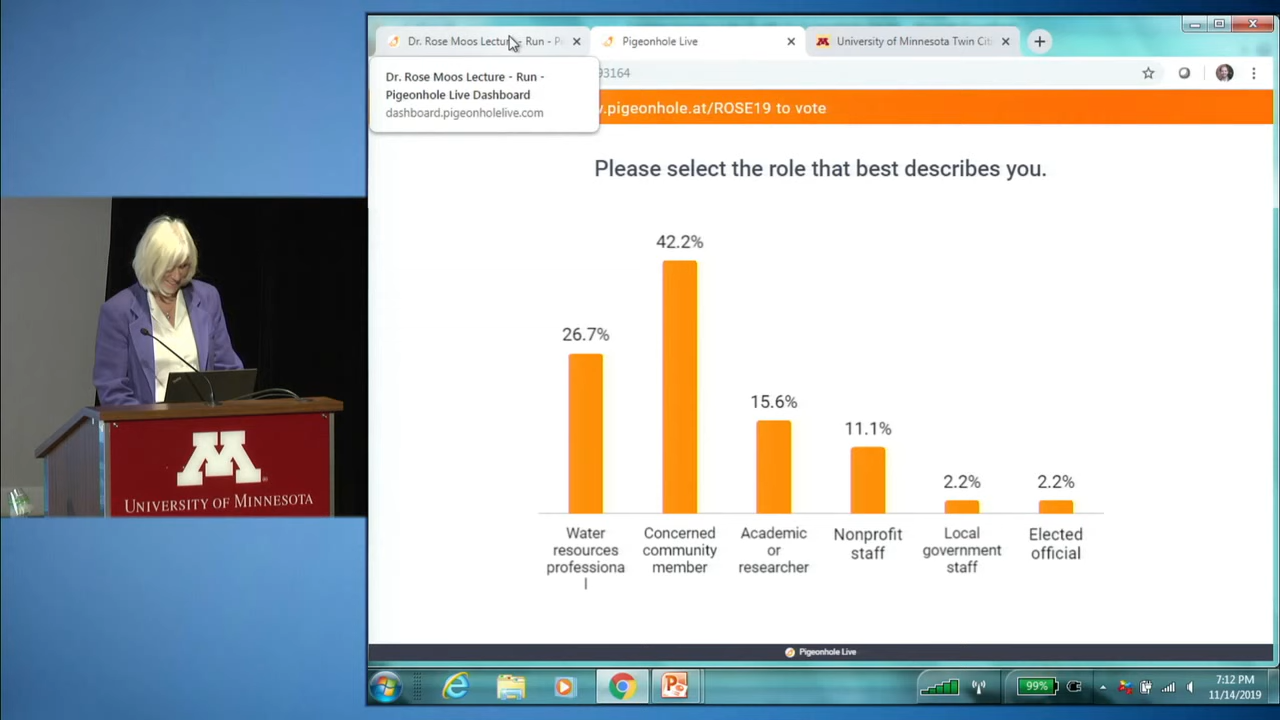 Dr. Rose Moos Lectur - Run - P
Pigeonhole Live
University of Minnesota Twin Cit
Dr. Rose Moos Lecture - Run -
Pigeonhole Live Dashboard
dashboard.pigeonholelive.com
93164
.pigeonhole.at/ROSE19 to vote
Please select the role that best describes you.
42.2%
26.7%
15.6%
11.1%
2.2%
2.2%
Water
resources
professiona
l
Concerned
community
member
Academic
or
researcher
Nonprofit
staff
Local
government
staff
Elected
official
M
UNIVERSITY OF MINNESOTA
Pigeonhole Live
99%
7:12 PM
11/14/2019